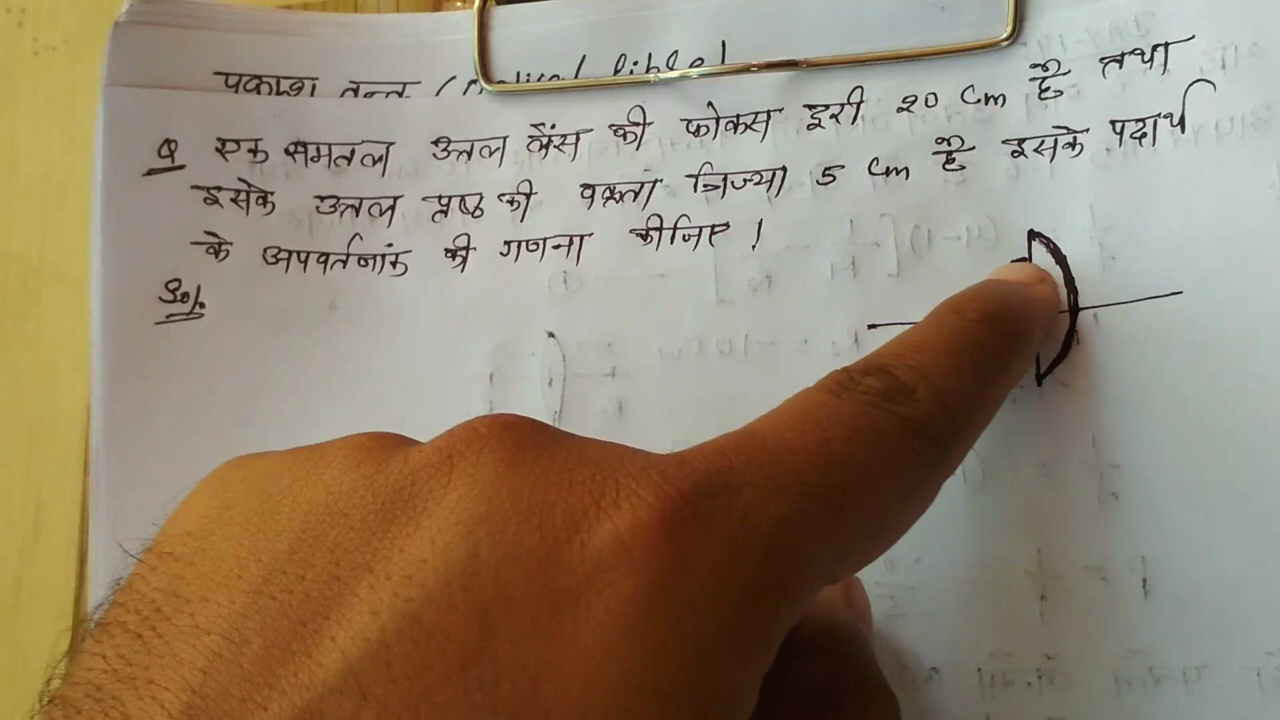 पकाश तन्त्र (
Q एक समतल उत्तल लैंस की फोकस दूरी 20 cm है तथा
इसके उत्तल पृष्ठ की वक्रता त्रिज्या 5 cm है इसके पदार्थ
के अपवर्तनांक की गणना कीजिए।
Sol.